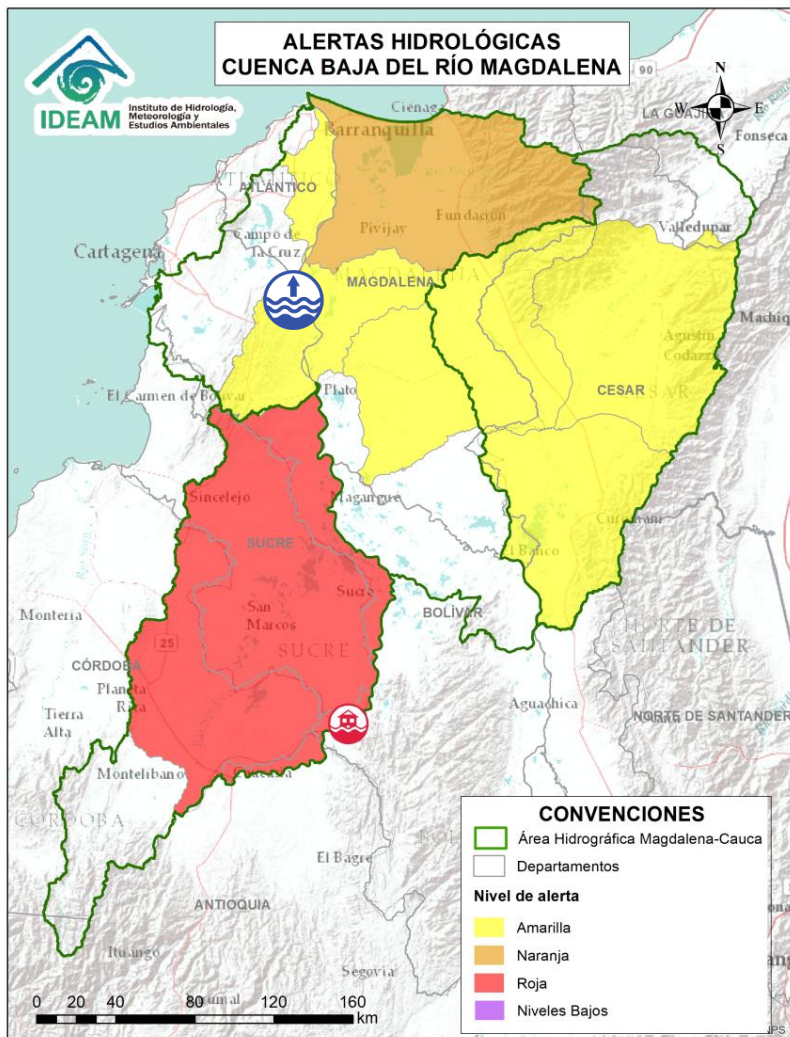 ALERTAS HIDROLÓGICAS
CUENCA BAJA DEL RÍO MAGDALENA
IDEAM
Instituto de Hidrología,
Meteorología y
Estudios Ambientales
90
N
W
E
S
Ciénaga
LA GUAJIRA
Fonseca
Barranquilla
ATLÁNTICO
Pivijay
Fundación
Valledupar
Cartagena
Campo de
la Cruz
MAGDALENA
MAGDALENA
Machiq
Agustín
Codazzi
CESAR
El Carmen de Bolívar
Plato
Sincelejo
Magangue
SUCRE
Curumaní
El Banco
Sucre
BOLÍVAR
San
Marcos
SUCRE
Montería
NORTE DE
SANTANDER
25
CÓRDOBA
Planeta
Rica
Tierra
Alta
Aguachica
NORTE DE SANTANDER
Montelibano
CÓRDOBA
El Bagre
ANTIOQUIA
Ituango
Segovia
CONVENCIONES
Área Hidrográfica Magdalena-Cauca
Departamentos
Nivel de alerta
Amarilla
Naranja
Roja
Niveles Bajos
0 20 40 80 120 160
km